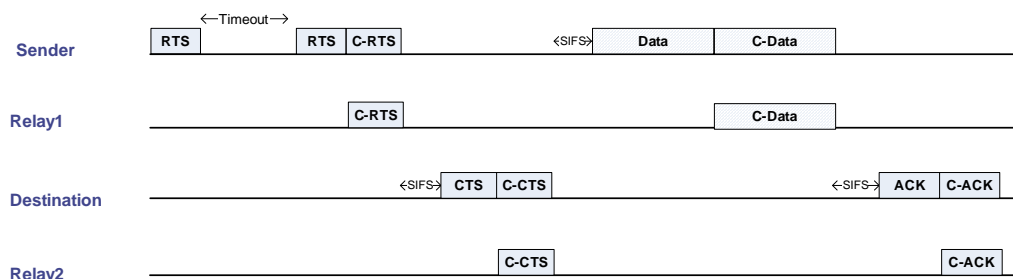 Timeout
Sender RTS RTS C-RTS SIFS Data C-Data
Relay1 C-RTS C-Data
Destination SIFS CTS C-CTS SIFS ACK C-ACK
Relay2 C-CTS C-ACK